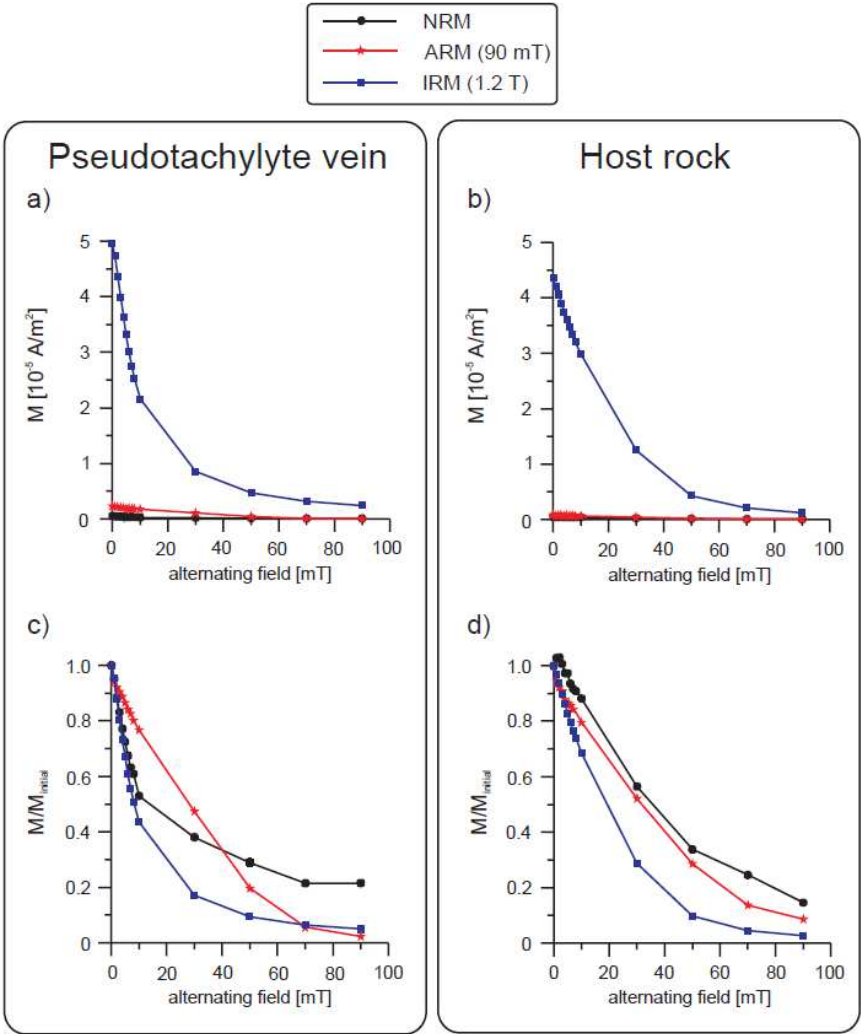 NRM
ARM (90 mT)
IRM (1.2 T)
Pseudotachylyte vein
a)
5
4
3
2
1
0
M [10⁻⁵ A/m²]
0 20 40 60 80 100
alternating field [mT]
Host rock
b)
5
4
3
2
1
0
M [10⁻⁵ A/m²]
0 20 40 60 80 100
alternating field [mT]
c)
1.0
0.8
0.6
0.4
0.2
0
M/Minitial
0 20 40 60 80 100
alternating field [mT]
d)
1.0
0.8
0.6
0.4
0.2
0
M/Minitial
0 20 40 60 80 100
alternating field [mT]